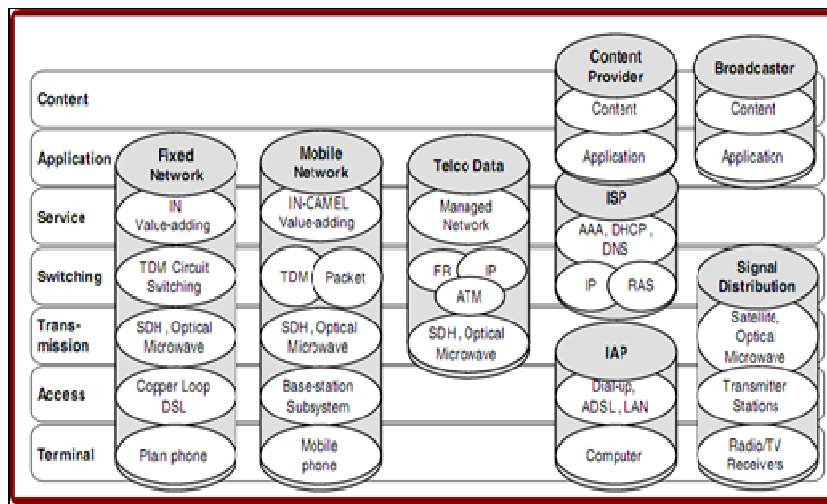 Content
Provider
Broadcaster
Content
Content
Content
Application
Fixed
Network
Mobile
Network
Telco Data
Application
Application
Service
IN
Value-adding
IN-CAMEL
Value-adding
Managed
Network
ISP
AAA, DHCP,
DNS
Switching
TDM Circuit
Switching
TDM
Packet
FR
IP
ATM
IP
RAS
Signal
Distribution
Trans-
mission
SDH, Optical
Microwave
SDH, Optical
Microwave
SDH, Optical
Microwave
IAP
Satellite,
Optical
Microwave
Access
Copper Loop
DSL
Base-station
Subsystem
Dial-up,
ADSL, LAN
Transmitter
Stations
Terminal
Plain phone
Mobile
phone
Computer
Radio/TV
Receivers